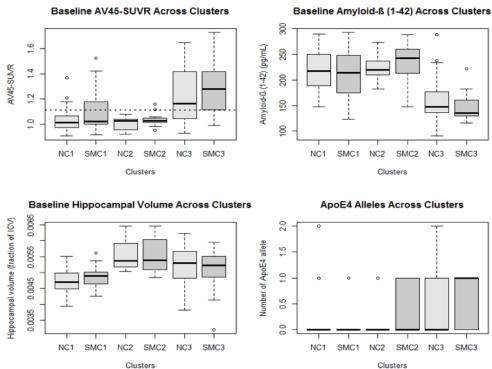 Baseline AV45-SUVR Across Clusters
AV45-SUVR
1.6
1.4
1.2
1.0
NC1 SMC1 NC2 SMC2 NC3 SMC3
Clusters
Baseline Amyloid-ß (1-42) Across Clusters
Amyloid-ß (1-42) (pg/mL)
300
250
200
150
100
NC1 SMC1 NC2 SMC2 NC3 SMC3
Clusters
Baseline Hippocampal Volume Across Clusters
Hippocampal volume (fraction of ICV)
0.0065
0.0055
0.0045
0.0035
NC1 SMC1 NC2 SMC2 NC3 SMC3
Clusters
ApoE4 Alleles Across Clusters
Number of ApoE4 allele
2.0
1.5
1.0
0.5
0.0
NC1 SMC1 NC2 SMC2 NC3 SMC3
Clusters